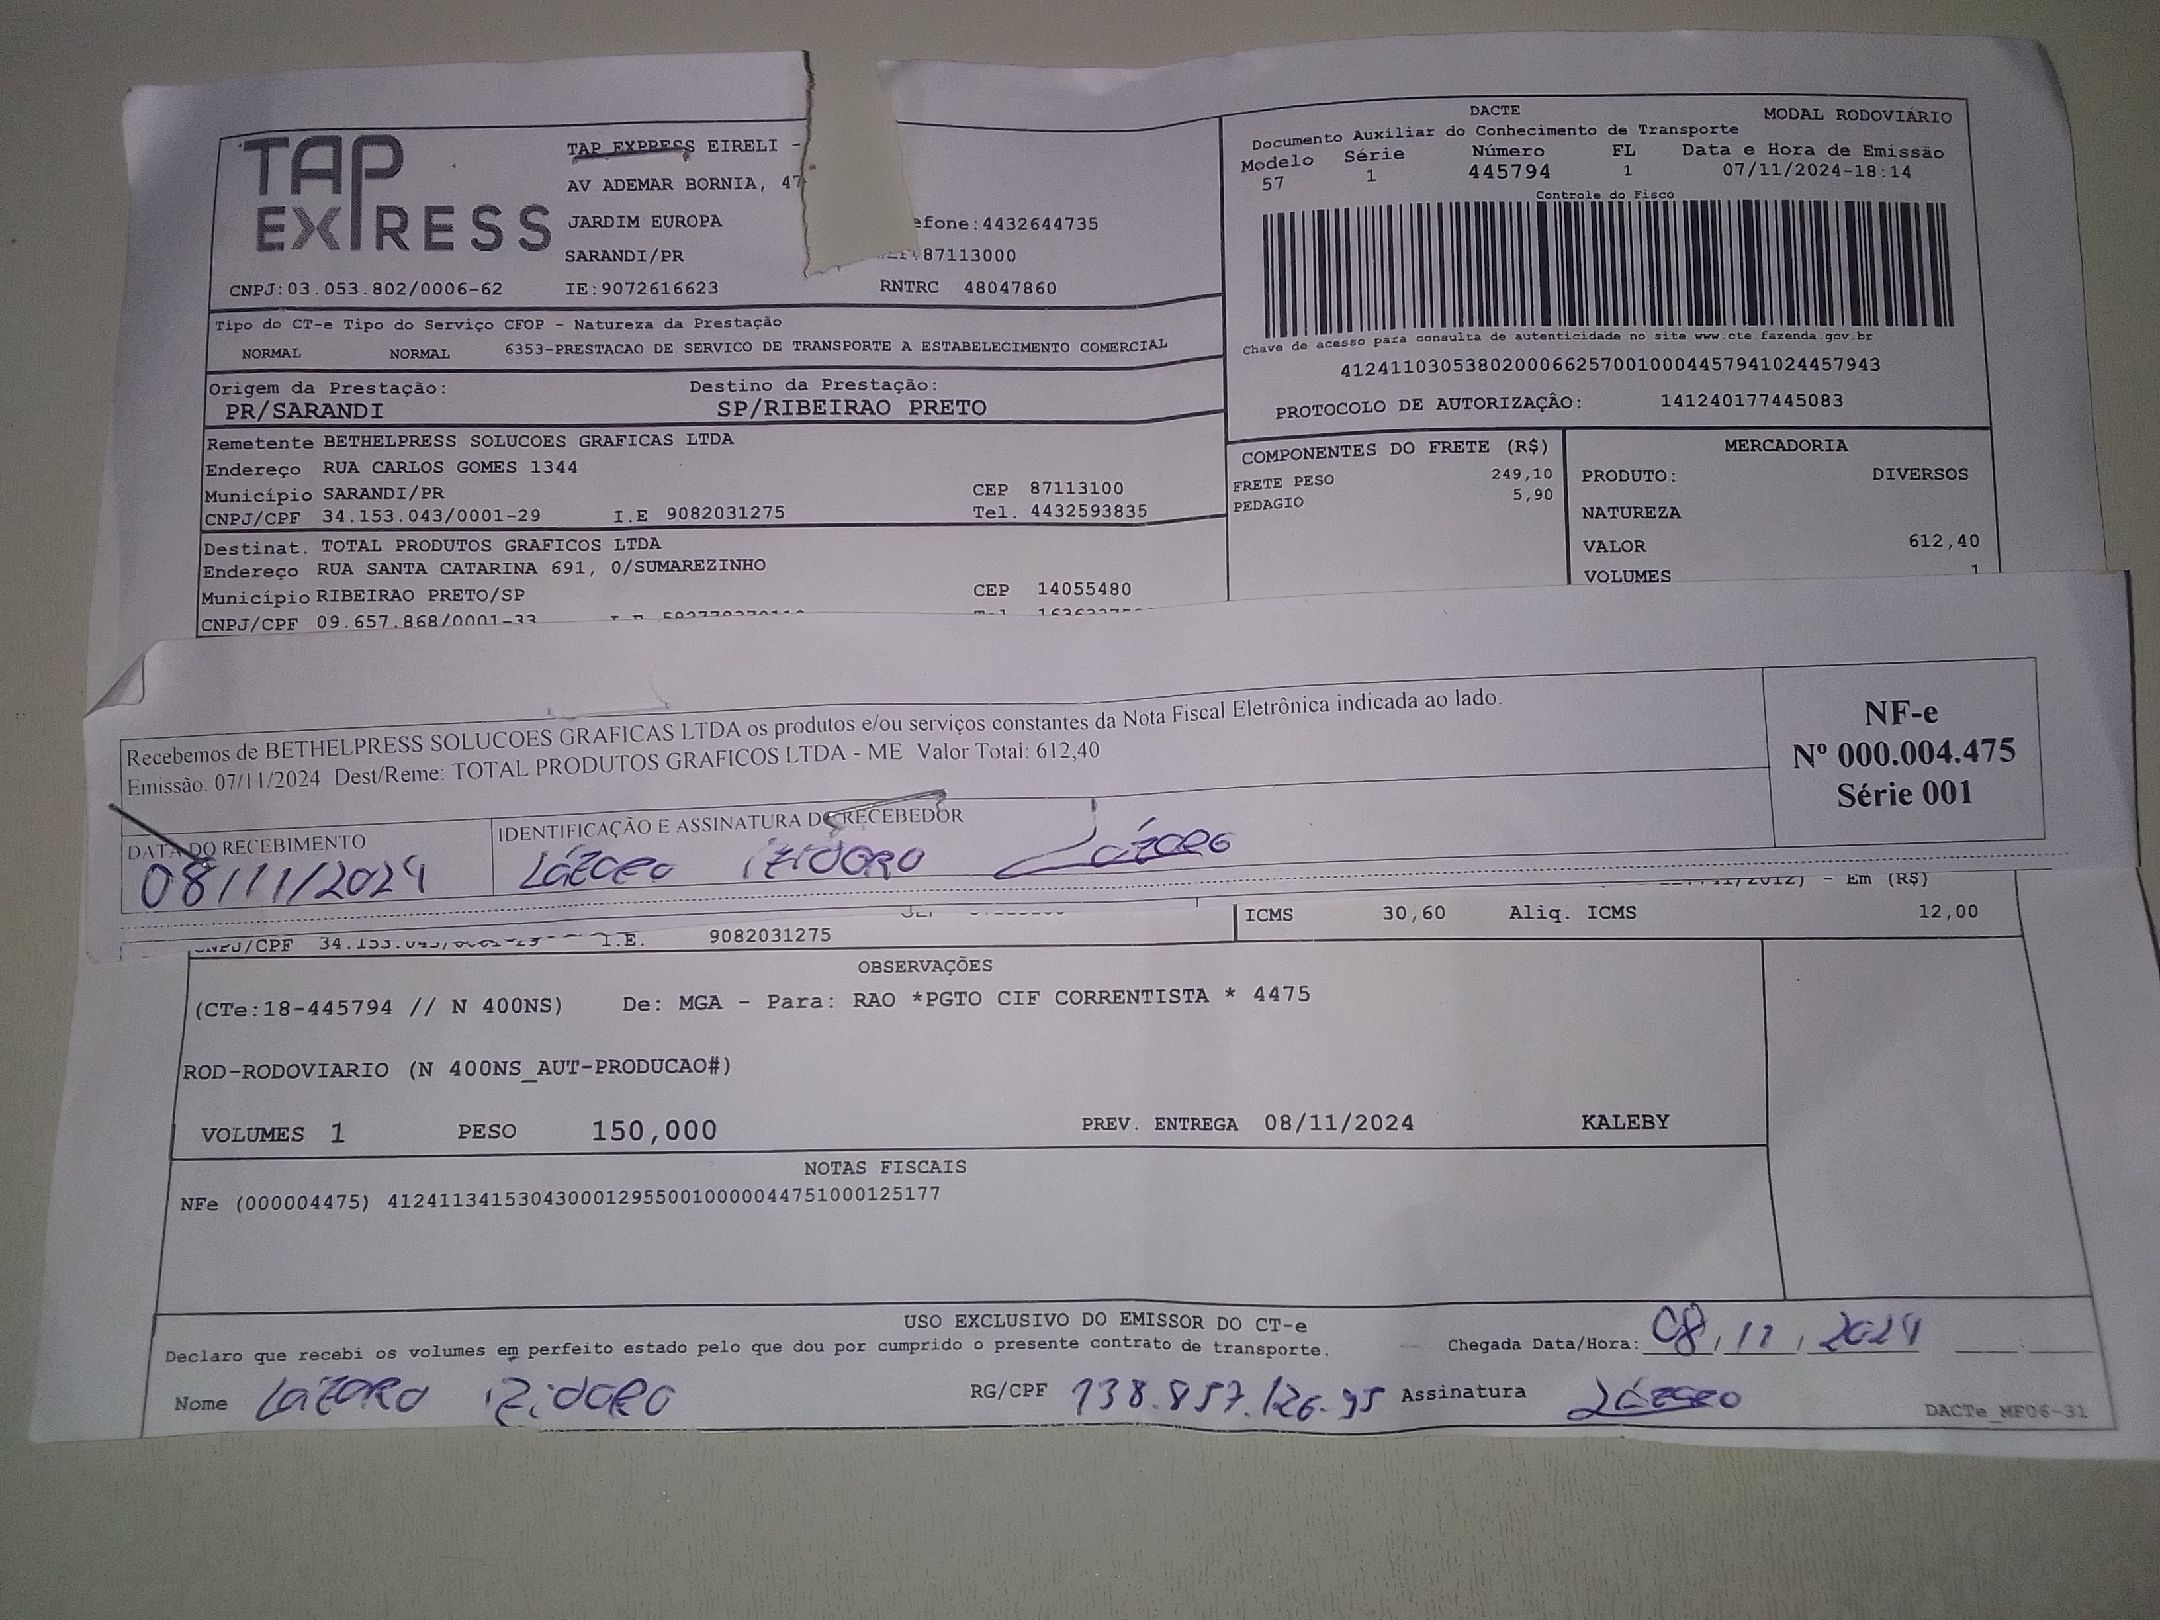 TAP EXPRESS
TAP EXPRESS EIRELI -
AV ADEMAR BORNIA, 47
JARDIM EUROPA efone:4432644735
SARANDI/PR 87113000
CNPJ:03.053.802/0006-62 IE:9072616623 RNTRC 48047860
Tipo do CT-e Tipo do Serviço CFOP - Natureza da Prestação
NORMAL NORMAL 6353-PRESTACAO DE SERVICO DE TRANSPORTE A ESTABELECIMENTO COMERCIAL
Origem da Prestação: Destino da Prestação:
PR/SARANDI SP/RIBEIRAO PRETO
Remetente BETHELPRESS SOLUCOES GRAFICAS LTDA
Endereço RUA CARLOS GOMES 1344
Município SARANDI/PR CEP 87113100
CNPJ/CPF 34.153.043/0001-29 I.E 9082031275 Tel. 4432593835
Destinat. TOTAL PRODUTOS GRAFICOS LTDA
Endereço RUA SANTA CATARINA 691, 0/SUMAREZINHO
Município RIBEIRAO PRETO/SP CEP 14055480
CNPJ/CPF 09.657.868/0001-33
DACTE MODAL RODOVIÁRIO
Documento Auxiliar do Conhecimento de Transporte
Modelo Série Número FL Data e Hora de Emissão
57 1 445794 1 07/11/2024-18:14
Controle do Fisco
Chave de acesso para consulta de autenticidade no site www.cte.fazenda.gov.br
41241103053802000662570010004457941024457943
PROTOCOLO DE AUTORIZAÇÂO: 141240177445083
COMPONENTES DO FRETE (R$)
FRETE PESO 249,10
PEDAGIO 5,90
MERCADORIA
PRODUTO: DIVERSOS
NATUREZA
VALOR 612,40
VOLUMES 1
Recebemos de BETHELPRESS SOLUCOES GRAFICAS LTDA os produtos e/ou serviços constantes da Nota Fiscal Eletrônica indicada ao lado.
Emissão. 07/11/2024 Dest/Reme: TOTAL PRODUTOS GRAFICOS LTDA - ME Valor Total: 612,40
NF-e
Nº 000.004.475
Série 001
DATA DO RECEBIMENTO IDENTIFICAÇÃO E ASSINATURA DO RECEBEDOR
08/11/2024 Lázaro izidoro Lázaro
- Em (R$)
ICMS 30,60 Aliq. ICMS 12,00
CNPJ/CPF I.E. 9082031275
OBSERVAÇÕES
(CTe:18-445794 // N 400NS) De: MGA - Para: RAO *PGTO CIF CORRENTISTA * 4475
ROD-RODOVIARIO (N 400NS_AUT-PRODUCAO#)
VOLUMES 1 PESO 150,000 PREV. ENTREGA 08/11/2024 KALEBY
NOTAS FISCAIS
NFe (000004475) 41241134153043000129550010000044751000125177
USO EXCLUSIVO DO EMISSOR DO CT-e
Declaro que recebi os volumes em perfeito estado pelo que dou por cumprido o presente contrato de transporte. Chegada Data/Hora: 08/11/2024
Nome Lázaro izidoro RG/CPF 138.857.126-95 Assinatura Lázaro
DACTe_MF06-31